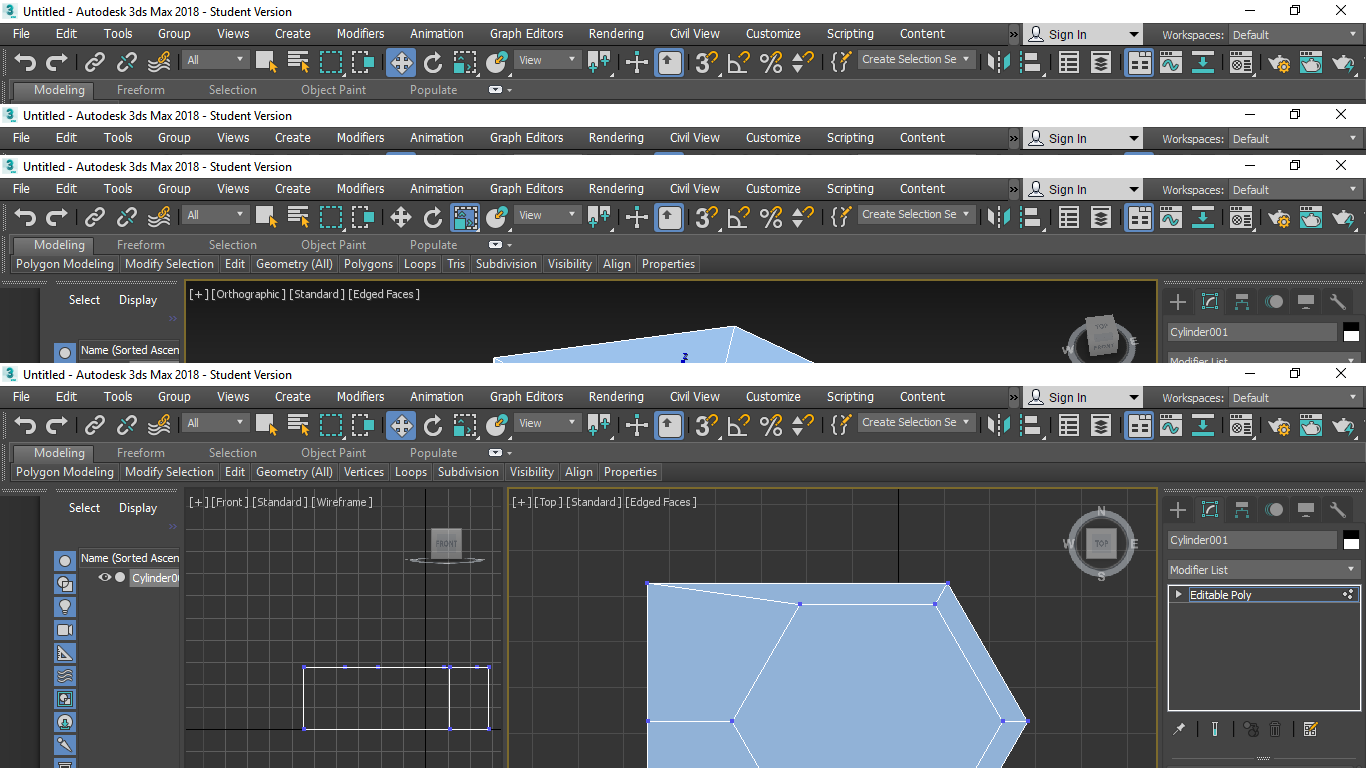 Untitled - Autodesk 3ds Max 2018 - Student Version
File Edit Tools Group Views Create Modifiers Animation Graph Editors Rendering Civil View Customize Scripting Content » Sign In Workspaces: Default
All View Create Selection Se
Modeling Freeform Selection Object Paint Populate
Untitled - Autodesk 3ds Max 2018 - Student Version
File Edit Tools Group Views Create Modifiers Animation Graph Editors Rendering Civil View Customize Scripting Content » Sign In Workspaces: Default
Untitled - Autodesk 3ds Max 2018 - Student Version
File Edit Tools Group Views Create Modifiers Animation Graph Editors Rendering Civil View Customize Scripting Content » Sign In Workspaces: Default
All View Create Selection Se
Modeling Freeform Selection Object Paint Populate
Polygon Modeling Modify Selection Edit Geometry (All) Polygons Loops Tris Subdivision Visibility Align Properties
Select Display [+] [Orthographic] [Standard] [Edged Faces]
»
TOP
Cylinder001
FRONT
W E
Name (Sorted Ascen
z
Modifier List
Untitled - Autodesk 3ds Max 2018 - Student Version
File Edit Tools Group Views Create Modifiers Animation Graph Editors Rendering Civil View Customize Scripting Content » Sign In Workspaces: Default
All View Create Selection Se
Modeling Freeform Selection Object Paint Populate
Polygon Modeling Modify Selection Edit Geometry (All) Vertices Loops Subdivision Visibility Align Properties
Select Display [+] [Front] [Standard] [Wireframe] [+] [Top] [Standard] [Edged Faces]
»
N
FRONT W TOP E Cylinder001
S
Name (Sorted Ascen
Modifier List
Cylinder00
Editable Poly